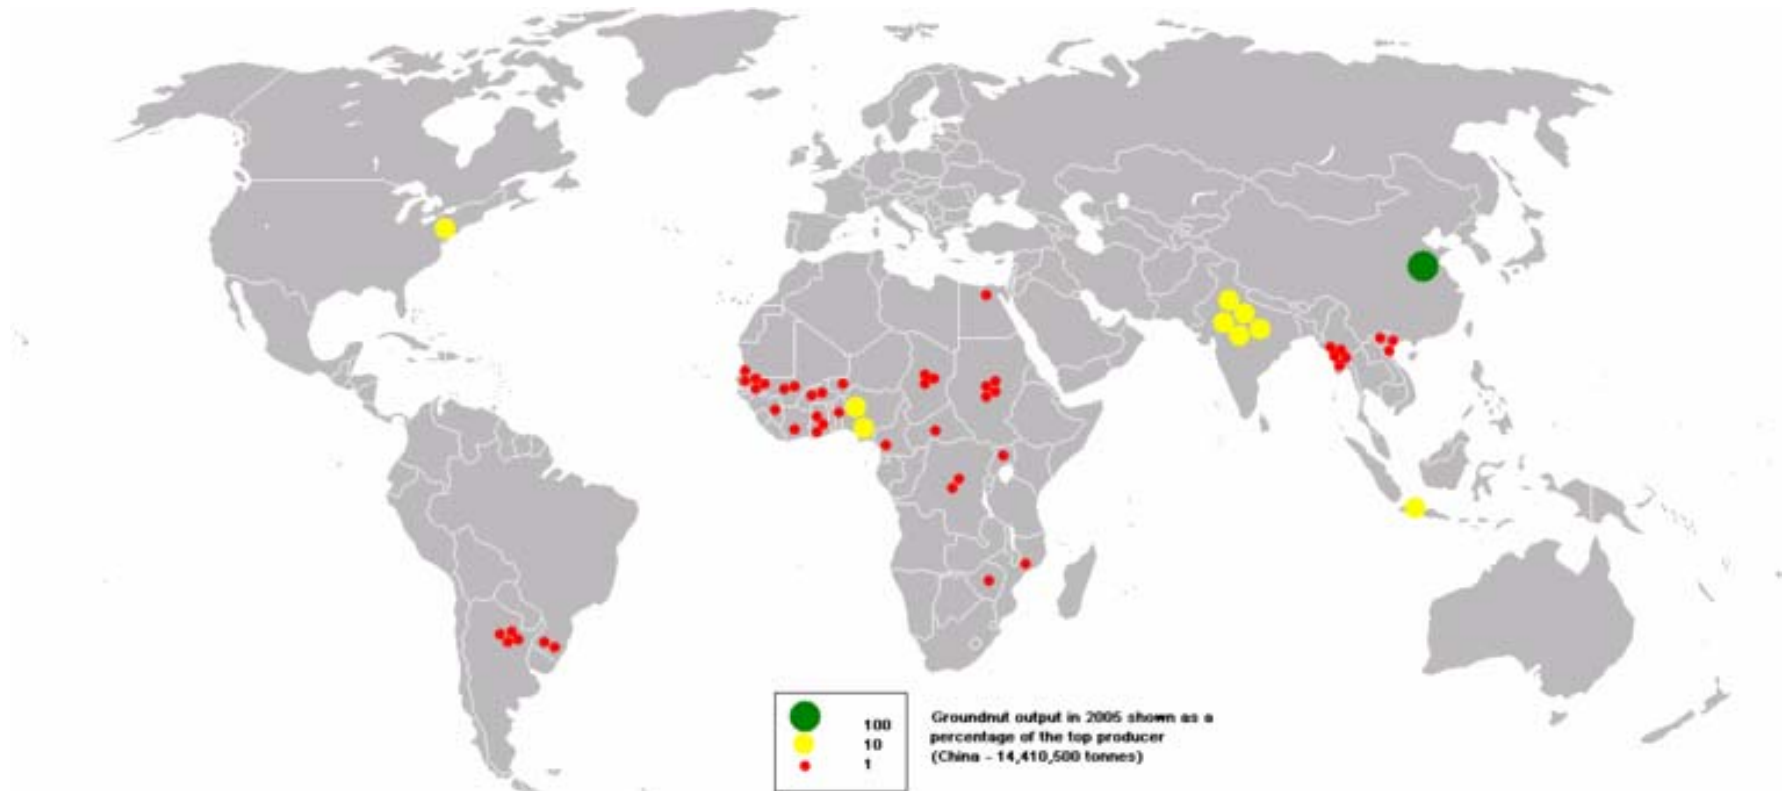 100
10
1
Groundnut output in 2005 shown as a
percentage of the top producer
(China - 14,410,500 tonnes)